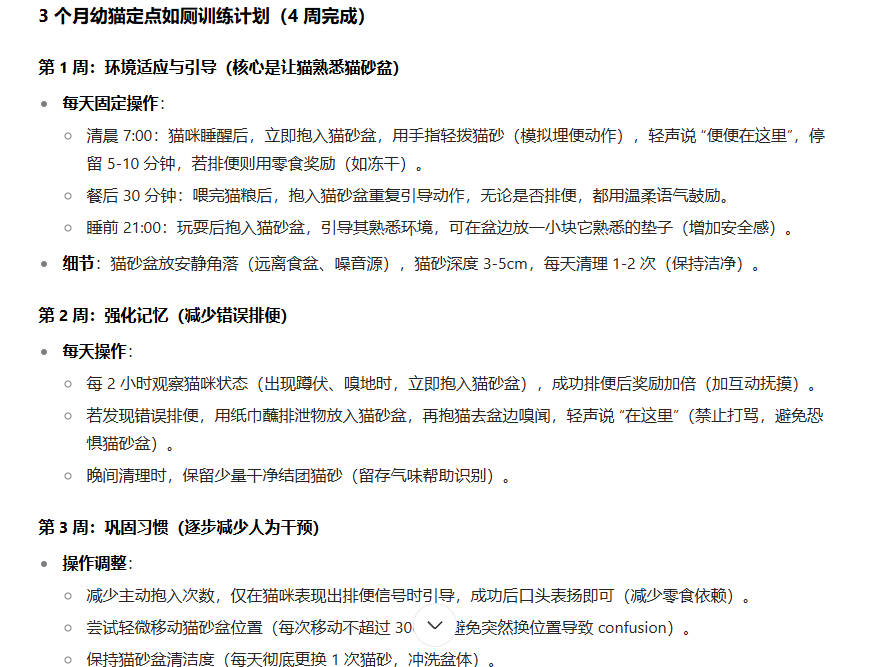 3 个月幼猫定点如厕训练计划（4 周完成）
第 1 周：环境适应与引导（核心是让猫熟悉猫砂盆）
每天固定操作：
清晨 7:00：猫咪睡醒后，立即抱入猫砂盆，用手指轻拨猫砂（模拟埋便动作），轻声说 “便便在这里”，停
留 5-10 分钟，若排便则用零食奖励（如冻干）。
餐后 30 分钟：喂完猫粮后，抱入猫砂盆重复引导动作，无论是否排便，都用温柔语气鼓励。
睡前 21:00：玩耍后抱入猫砂盆，引导其熟悉环境，可在盆边放一小块它熟悉的垫子（增加安全感）。
细节：猫砂盆放安静角落（远离食盆、噪音源），猫砂深度 3-5cm，每天清理 1-2 次（保持洁净）。
第 2 周：强化记忆（减少错误排便）
每天操作：
每 2 小时观察猫咪状态（出现蹲伏、嗅地时，立即抱入猫砂盆），成功排便后奖励加倍（加互动抚摸）。
若发现错误排便，用纸巾蘸排泄物放入猫砂盆，再抱猫去盆边嗅闻，轻声说 “在这里”（禁止打骂，避免恐
惧猫砂盆）。
晚间清理时，保留少量干净结团猫砂（留存气味帮助识别）。
第 3 周：巩固习惯（逐步减少人为干预）
操作调整：
减少主动抱入次数，仅在猫咪表现出排便信号时引导，成功后口头表扬即可（减少零食依赖）。
尝试轻微移动猫砂盆位置（每次移动不超过 30 避免突然换位置导致 confusion）。
保持猫砂盆清洁度（每天彻底更换 1 次猫砂，冲洗盆体）。